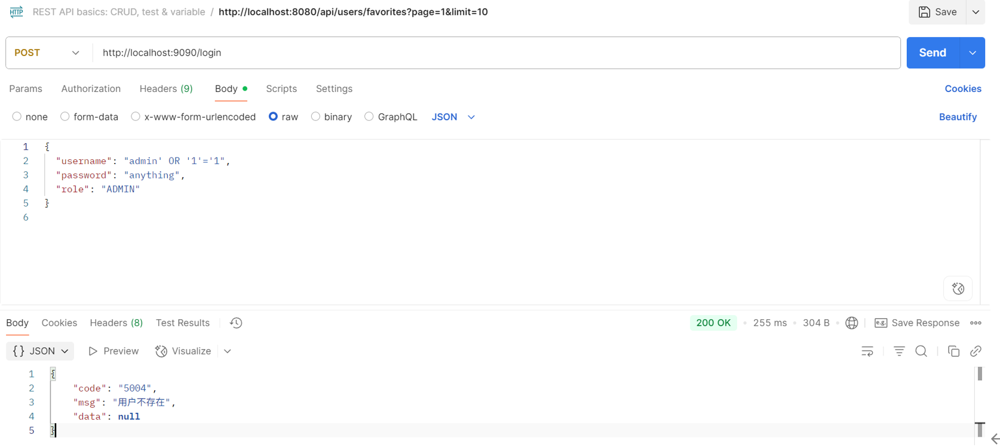 HTTP REST API basics: CRUD, test & variable / http://localhost:8080/api/users/favorites?page=1&limit=10 Save
POST http://localhost:9090/login Send
Params Authorization Headers (9) Body Scripts Settings Cookies
none form-data x-www-form-urlencoded raw binary GraphQL JSON Beautify
1 {
2 "username": "admin' OR '1'='1",
3 "password": "anything",
4 "role": "ADMIN"
5 }
6
Body Cookies Headers (8) Test Results 200 OK • 255 ms • 304 B • e.g. Save Response
{} JSON Preview Visualize
1 {
2 "code": "5004",
3 "msg": "用户不存在",
4 "data": null
5 }